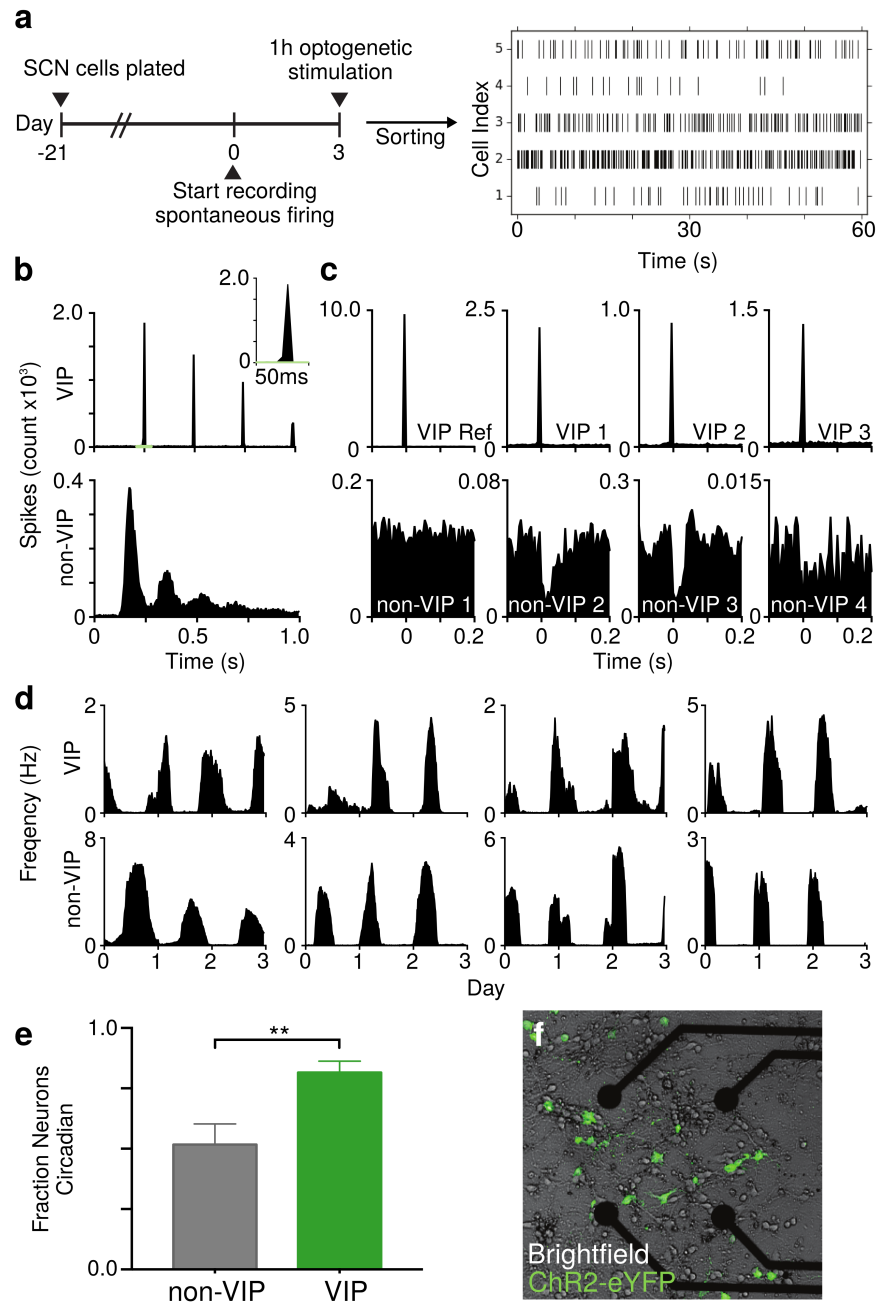 a
SCN cells plated
1h optogenetic
stimulation
Day
-21
0
3
Start recording
spontaneous firing
Sorting
Cell Index
5
4
3
2
1
0
30
60
Time (s)
b
Spikes (count x10³)
VIP
2.0
0
2.0
0
50ms
non-VIP
0.4
0
0
0.5
1.0
Time (s)
c
10.0
0
VIP Ref
2.5
0
VIP 1
1.0
0
VIP 2
1.5
0
VIP 3
0.2
0
non-VIP 1
0.08
0
non-VIP 2
0.3
0
non-VIP 3
0.015
0
non-VIP 4
0
0.2
0
0.2
0
0.2
0
0.2
Time (s)
d
Freqency (Hz)
VIP
2
0
5
0
2
0
5
0
non-VIP
8
0
4
0
6
0
3
0
0
1
2
3
0
1
2
3
0
1
2
3
0
1
2
3
Day
e
Fraction Neurons
Circadian
1.0
0.0
**
non-VIP
VIP
f
Brightfield
ChR2-eYFP